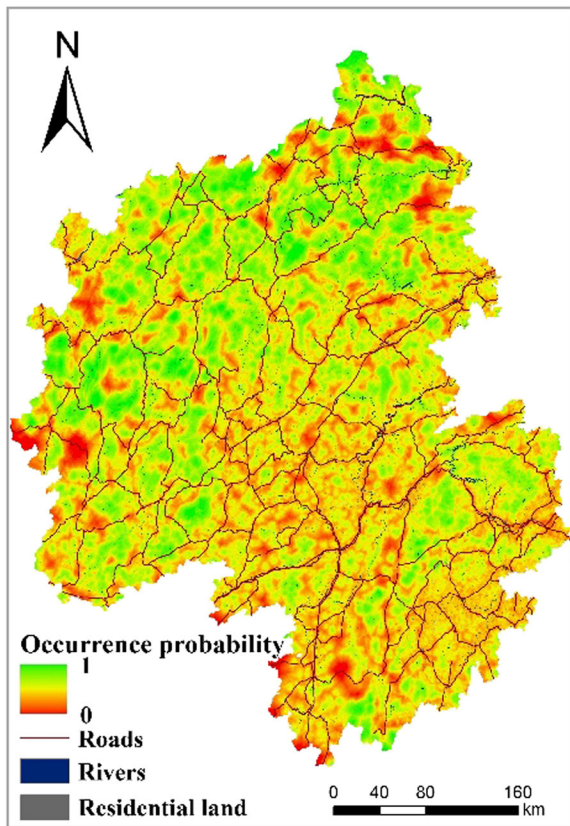 N
Occurrence probability
1
0
Roads
Rivers
Residential land
0 40 80 160
km